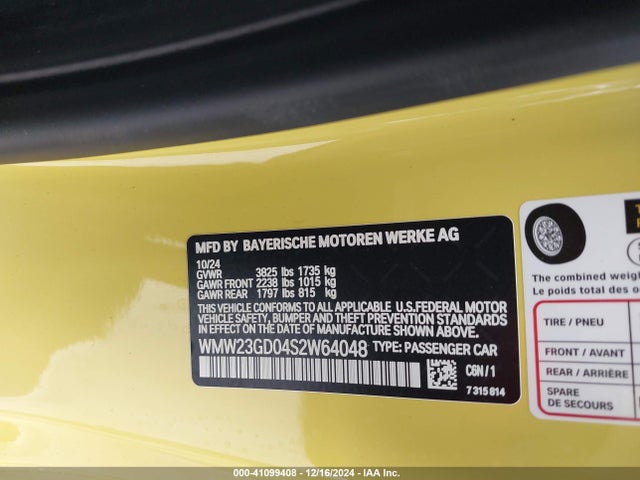 MFD BY BAYERISCHE MOTOREN WERKE AG
10/24
GVWR 3825 lbs 1735 kg
GAWR FRONT 2238 lbs 1015 kg
GAWR REAR 1797 lbs 815 kg
THIS VEHICLE CONFORMS TO ALL APPLICABLE U.S.FEDERAL MOTOR
VEHICLE SAFETY, BUMPER AND THEFT PREVENTION STANDARDS
IN EFFECT ON THE DATE OF MANUFACTURE SHOWN ABOVE.
WMW23GD04S2W64048 TYPE: PASSENGER CAR
C6N/1
7 315 814
The combined weig
Le poids total des o
TIRE / PNEU
FRONT / AVANT
REAR / ARRIÈRE
SPARE
DE SECOURS
000-41099408 - 12/16/2024 - IAA Inc.